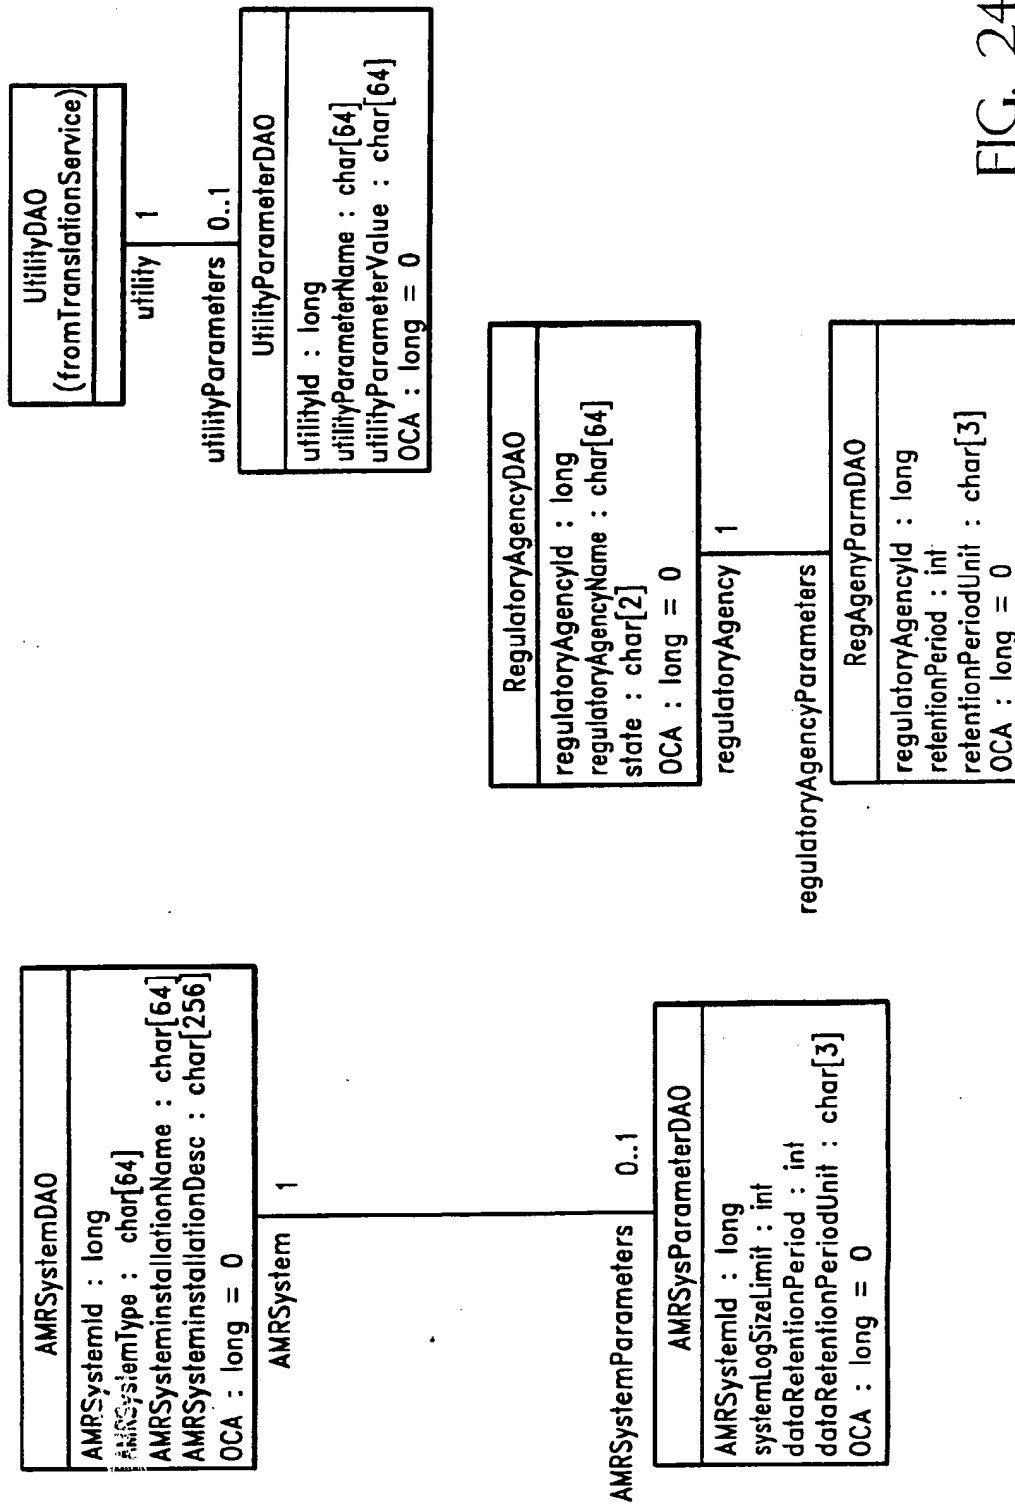 AMRSystemDAO
AMRSystemId : long
AMRSystemType : char[64]
AMRSysteminstallationName : char[64]
AMRSysteminstallationDesc : char[256]
OCA : long = 0
AMRSystem 1
AMRSystemParameters 0..1
AMRSysParameterDAO
AMRSystemId : long
systemLogSizeLimit : int
dataRetentionPeriod : int
dataRetentionPeriodUnit : char[3]
OCA : long = 0
UtilityDAO
(fromTranslationService)
utility 1
utilityParameters 0..1
UtilityParameterDAO
utilityId : long
utilityParameterName : char[64]
utilityParameterValue : char[64]
OCA : long = 0
RegulatoryAgencyDAO
regulatoryAgencyId : long
regulatoryAgencyName : char[64]
state : char[2]
OCA : long = 0
regulatoryAgency 1
regulatoryAgencyParameters
RegAgenyParmDAO
regulatoryAgencyId : long
retentionPeriod : int
retentionPeriodUnit : char[3]
OCA : long = 0
FIG. 24